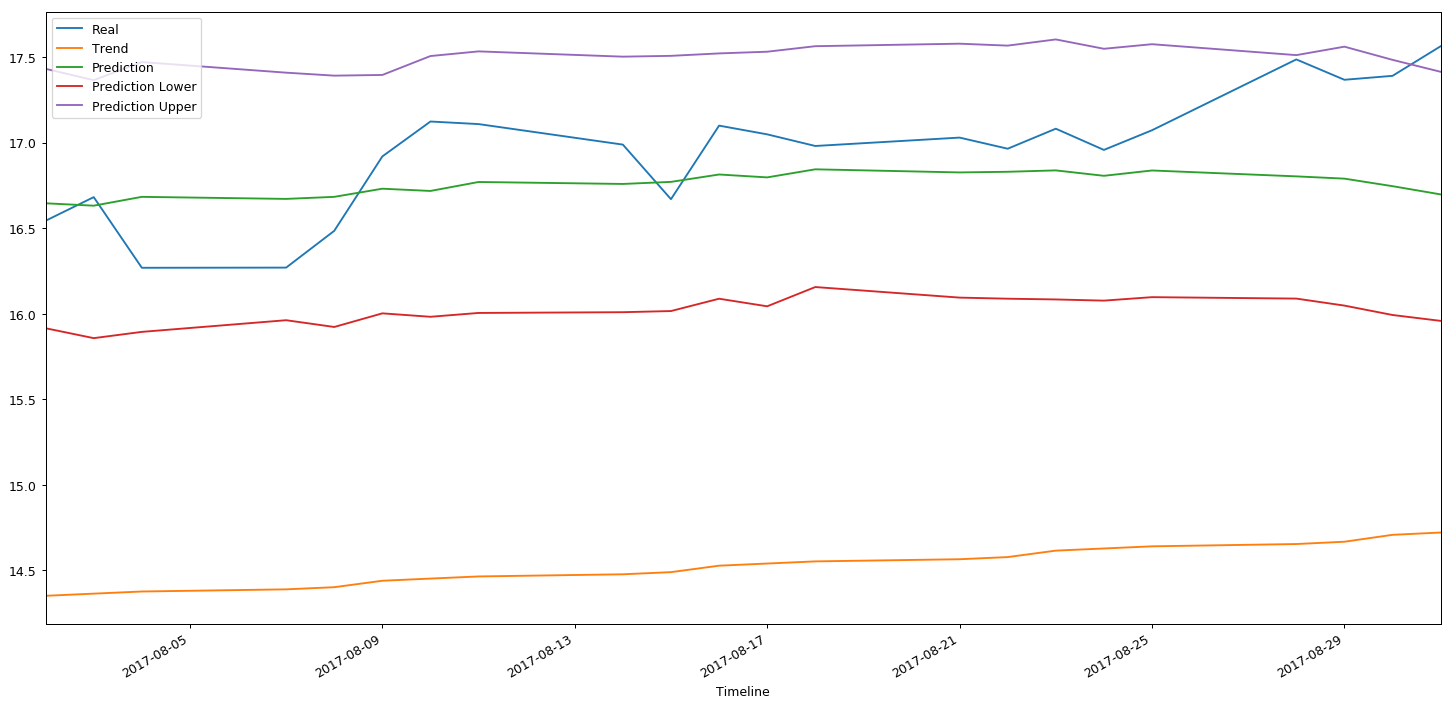 Real
Trend
Prediction
Prediction Lower
Prediction Upper
17.5
17.0
16.5
16.0
15.5
15.0
14.5
2017-08-05
2017-08-09
2017-08-13
2017-08-17
2017-08-21
2017-08-25
2017-08-29
Timeline